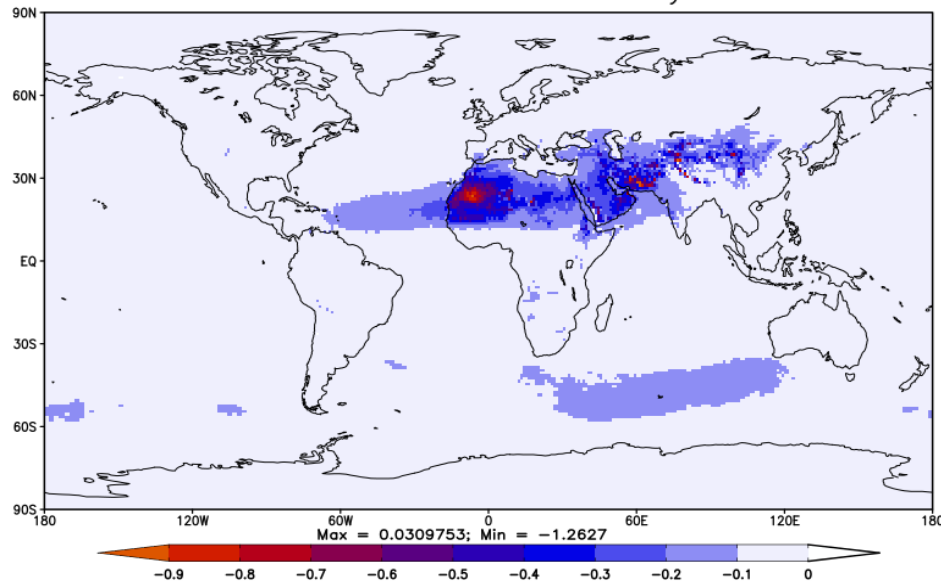 90N
60N
30N
EQ
30S
60S
90S
180 120W 60W 0 60E 120E 180
Max = 0.0309753; Min = −1.2627
−0.9 −0.8 −0.7 −0.6 −0.5 −0.4 −0.3 −0.2 −0.1 0